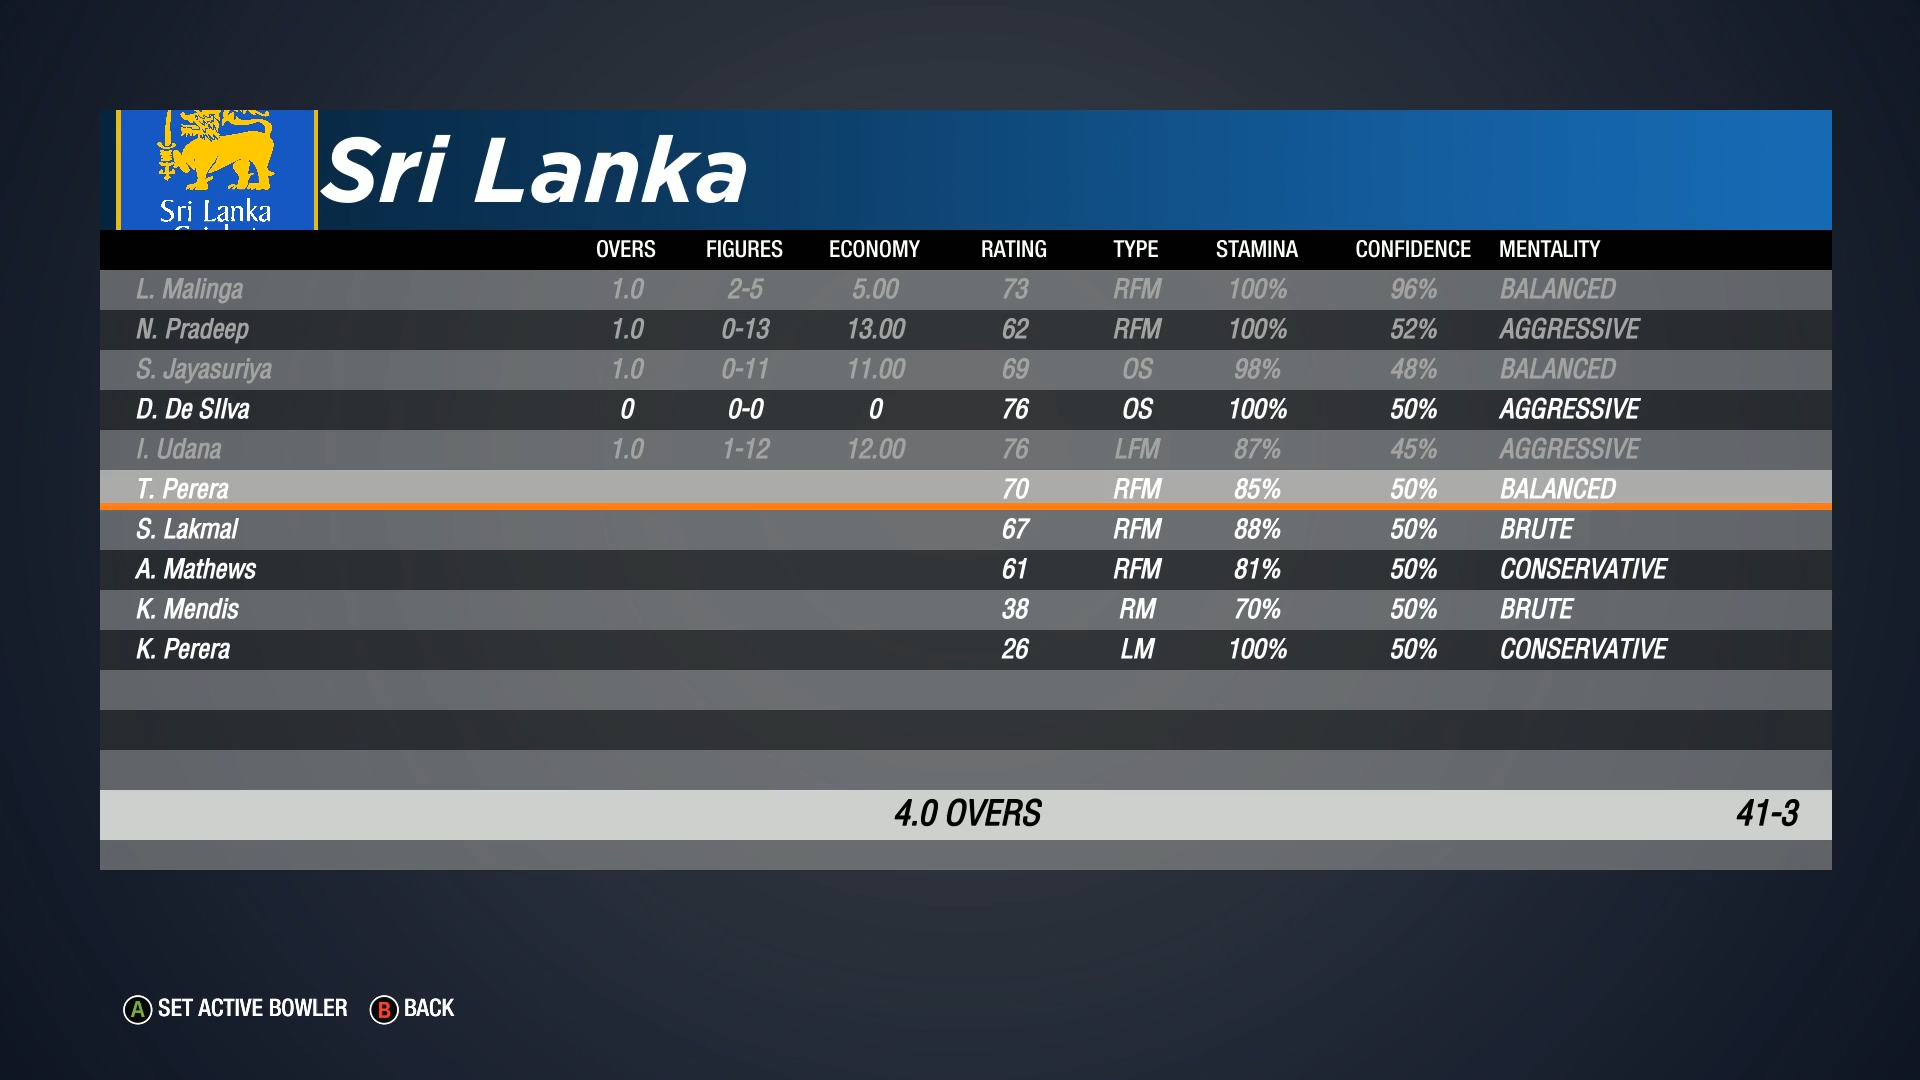 Sri Lanka
Sri Lanka
OVERS FIGURES ECONOMY RATING TYPE STAMINA CONFIDENCE MENTALITY
L. Malinga 1.0 2-5 5.00 73 RFM 100% 96% BALANCED
N. Pradeep 1.0 0-13 13.00 62 RFM 100% 52% AGGRESSIVE
S. Jayasuriya 1.0 0-11 11.00 69 OS 98% 48% BALANCED
D. De SIlva 0 0-0 0 76 OS 100% 50% AGGRESSIVE
I. Udana 1.0 1-12 12.00 76 LFM 87% 45% AGGRESSIVE
T. Perera 70 RFM 85% 50% BALANCED
S. Lakmal 67 RFM 88% 50% BRUTE
A. Mathews 61 RFM 81% 50% CONSERVATIVE
K. Mendis 38 RM 70% 50% BRUTE
K. Perera 26 LM 100% 50% CONSERVATIVE
4.0 OVERS 41-3
A SET ACTIVE BOWLER B BACK